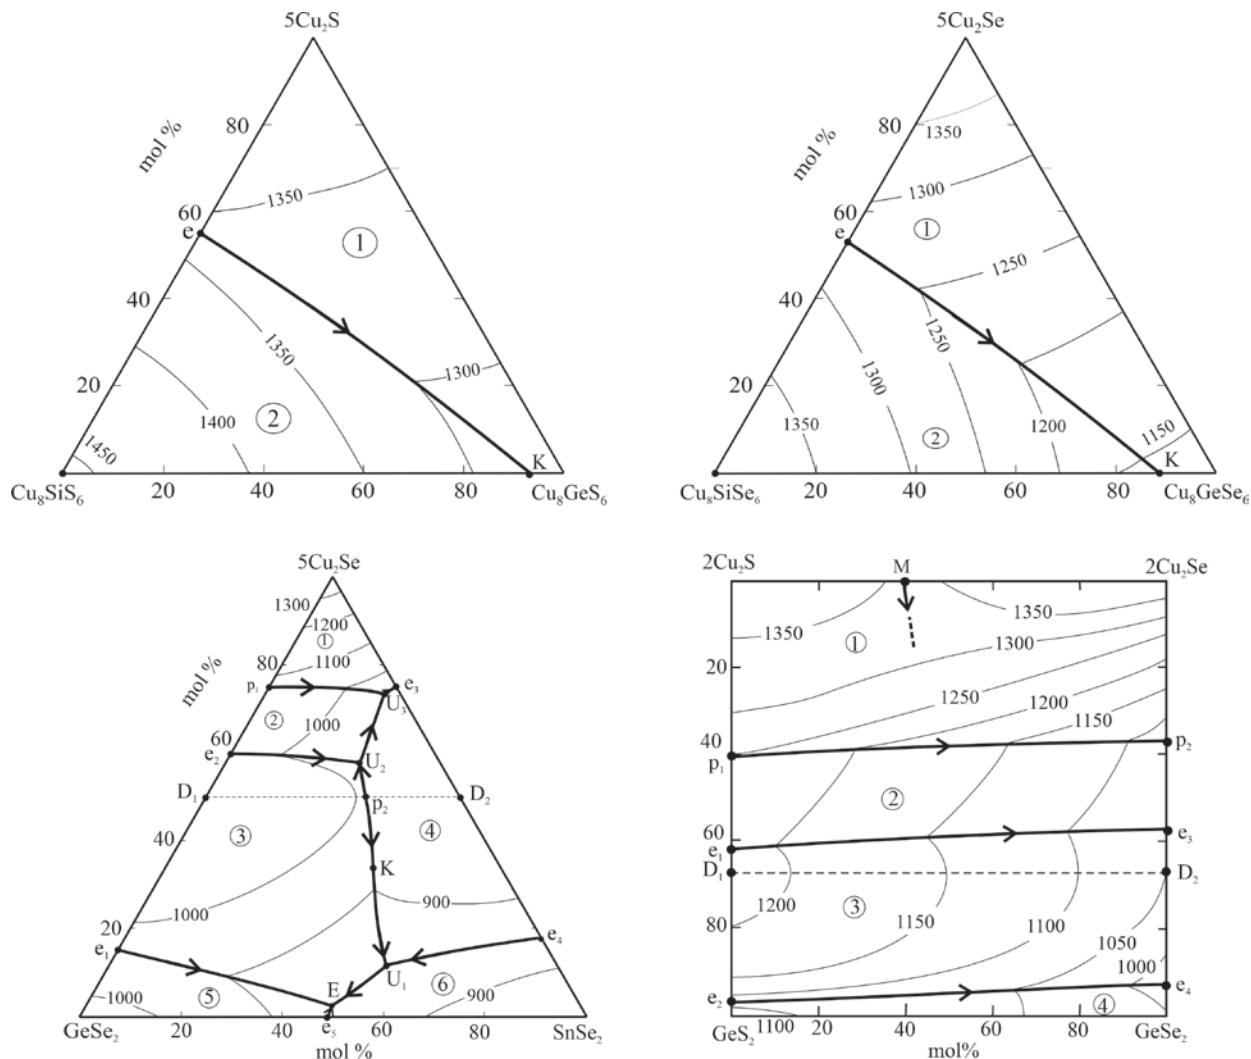 5Cu₂S
mol %
80
60
40
20
e
1350
①
1300
1350
1400
1450
②
K
Cu₈SiS₆
20
40
60
80
Cu₈GeS₆
5Cu₂Se
mol %
80
60
40
20
1350
1300
e
①
1250
1250
1300
1350
1200
②
1150
K
Cu₈SiSe₆
20
40
60
80
Cu₈GeSe₆
5Cu₂Se
mol %
1300
1200
①
1100
80
p₁
e₃
U₃
②
1000
60
e₂
U₂
D₁
p₂
D₂
③
④
40
K
1000
900
20
e₁
e₄
U₁
E
⑤
⑥
1000
900
GeSe₂
20
40
e₅
60
80
SnSe₂
mol %
2Cu₂S
M
2Cu₂Se
1350
①
1350
1300
20
1250
1200
1150
40
p₁
p₂
②
60
e₁
e₃
D₁
D₂
1200
③
1150
1100
80
1050
1000
e₂
e₄
④
1100
GeS₂
20
40
60
80
GeSe₂
mol%